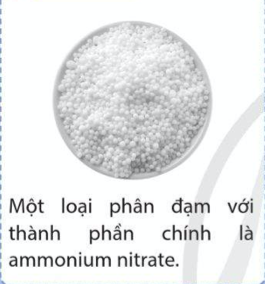 Một loại phân đạm với
thành phần chính là
ammonium nitrate.